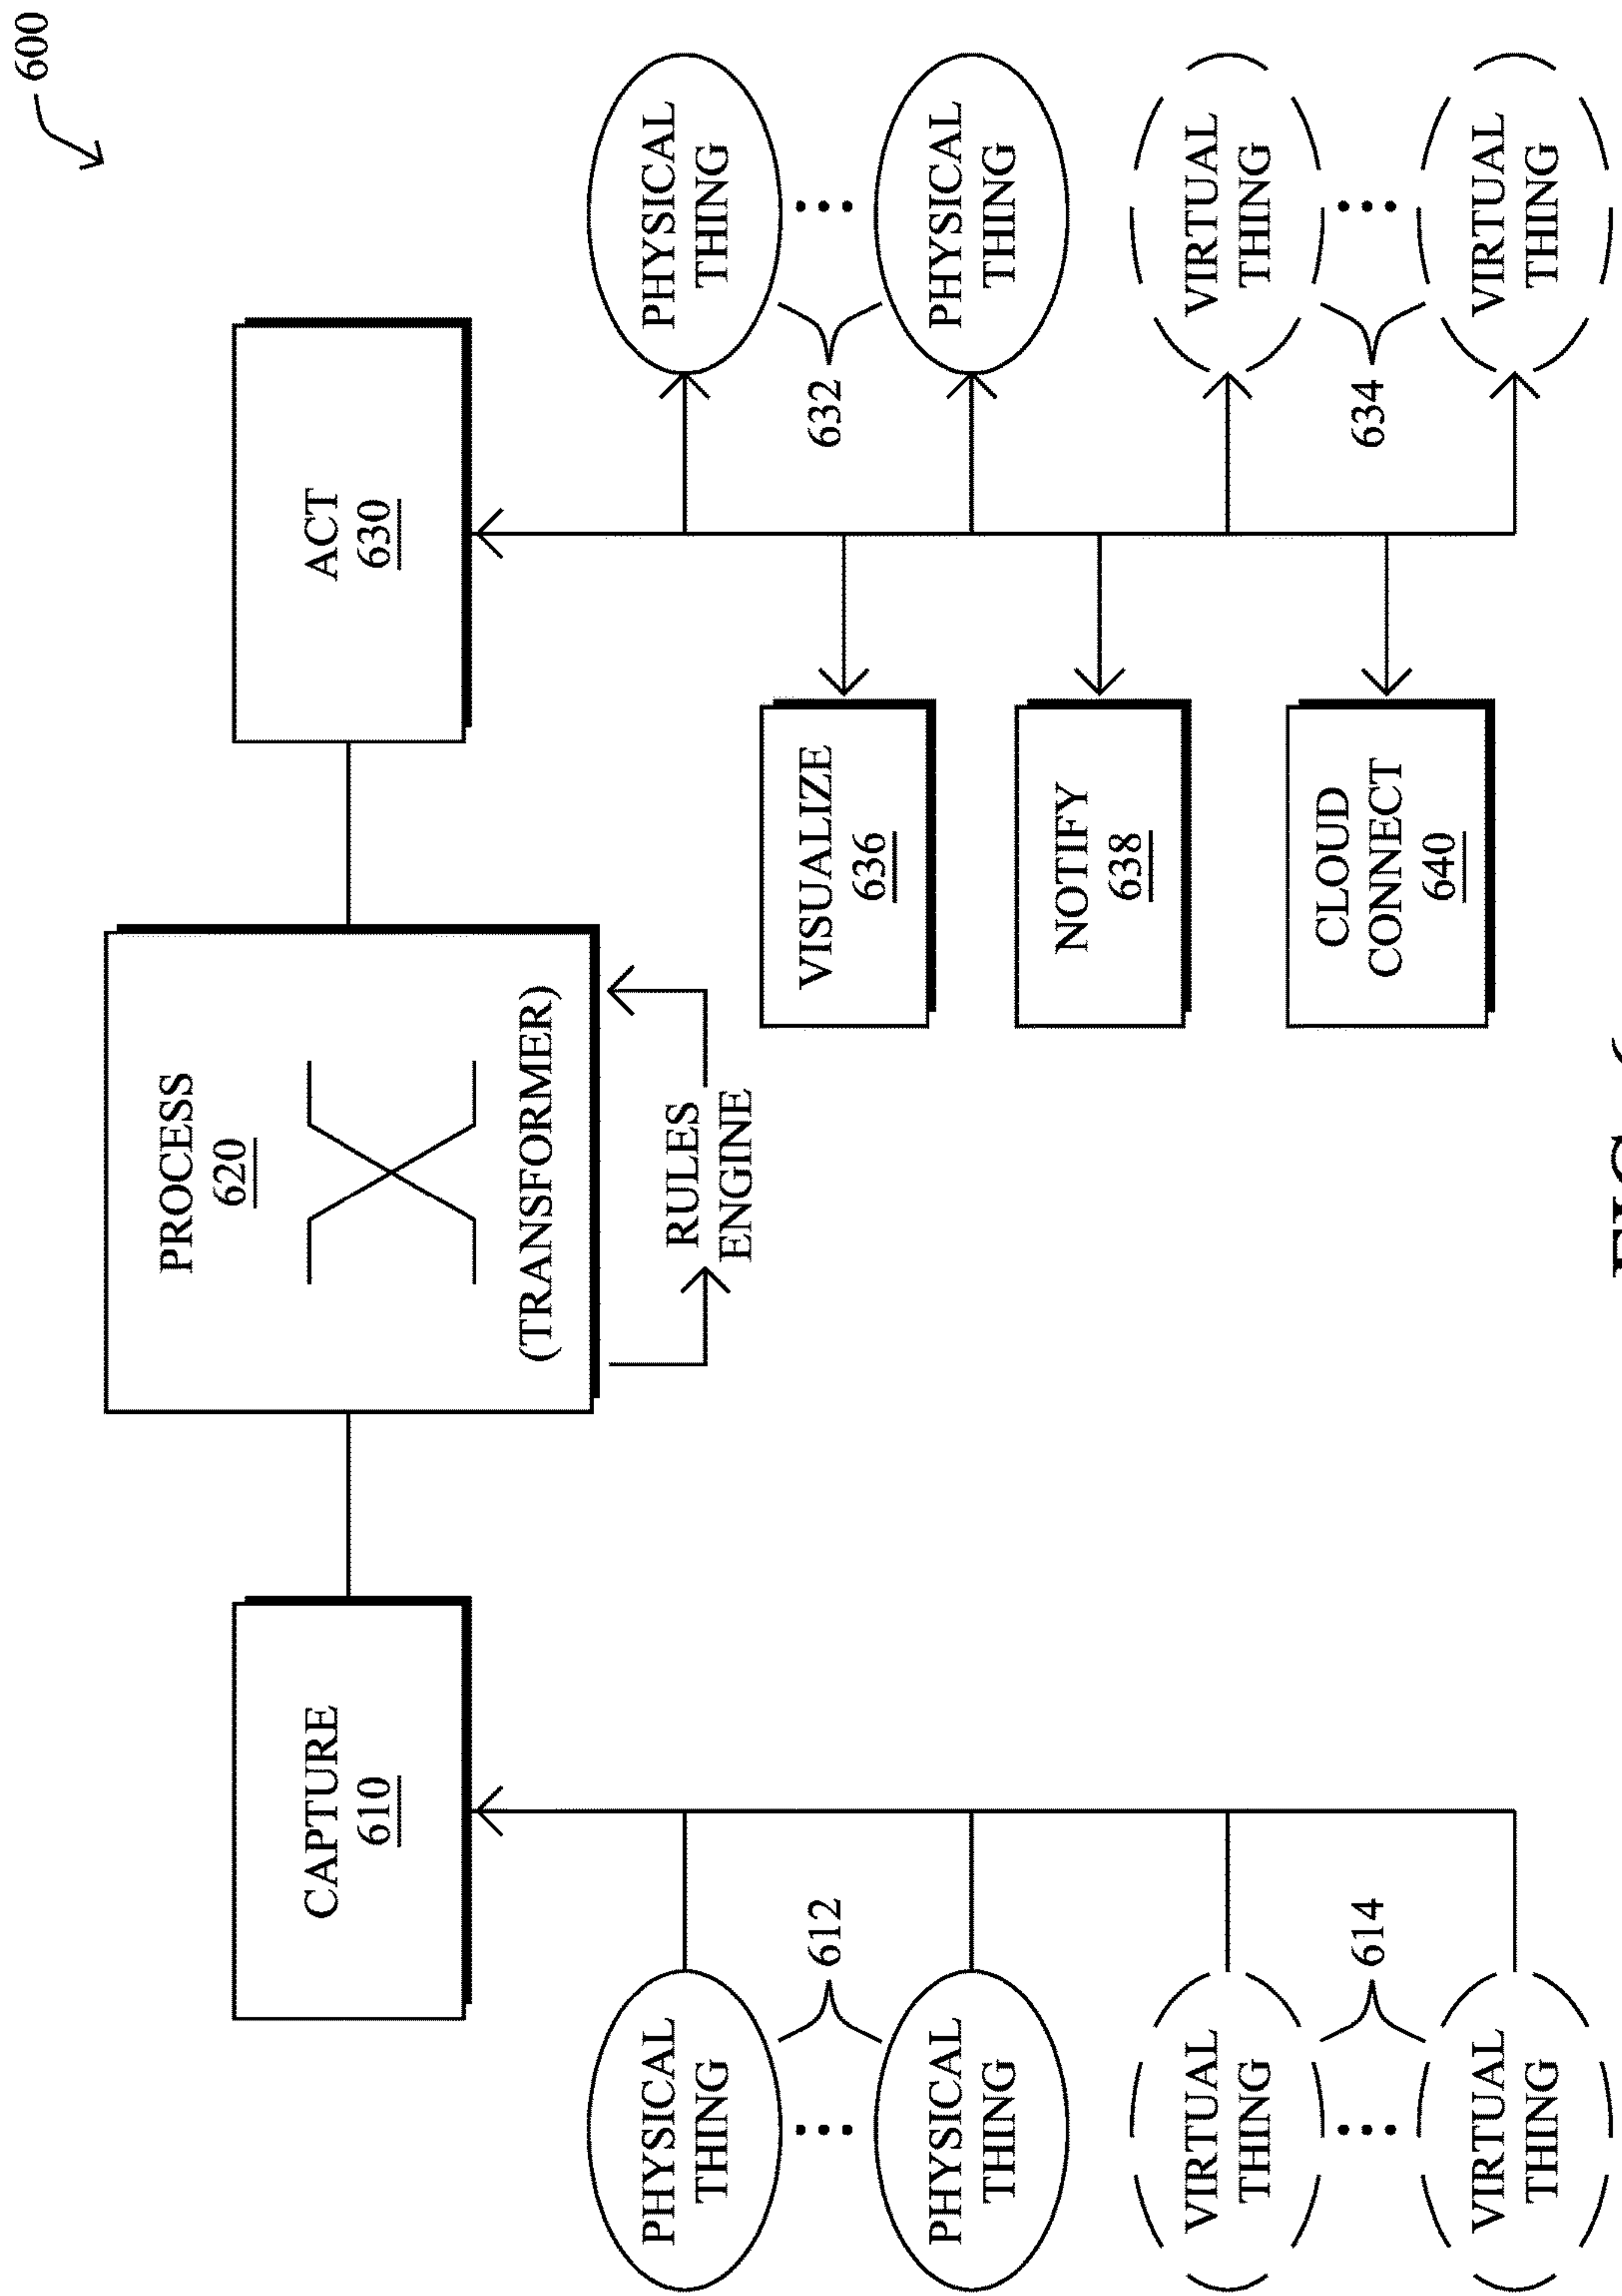 600
CAPTURE
610
PROCESS
620
(TRANSFORMER)
RULES
ENGINE
ACT
630
PHYSICAL
THING
612
PHYSICAL
THING
VIRTUAL
THING
614
VIRTUAL
THING
VISUALIZE
636
NOTIFY
638
CLOUD
CONNECT
640
PHYSICAL
THING
632
PHYSICAL
THING
VIRTUAL
THING
634
VIRTUAL
THING